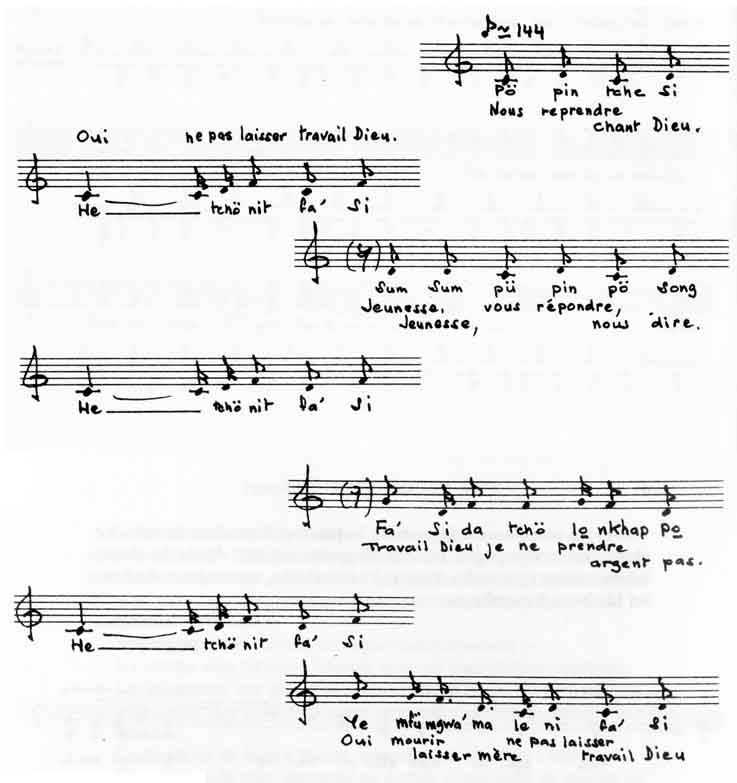 ♪ ≃ 144
Pö pin tche si
Nous reprendre
chant Dieu.
Oui ne pas laisser travail Dieu.
He tchö nit fa' si
Sum sum pü pin pö song
Jeunesse, vous répondre,
Jeunesse, nous dire.
He tchö nit fa' si
Fa' si da tchö lo nkhap po
Travail Dieu je ne prendre
argent pas.
He tchö nit fa' si
Ye mfü mgwa' ma le ni fa' si
Oui mourir ne pas laisser
laisser mère travail Dieu